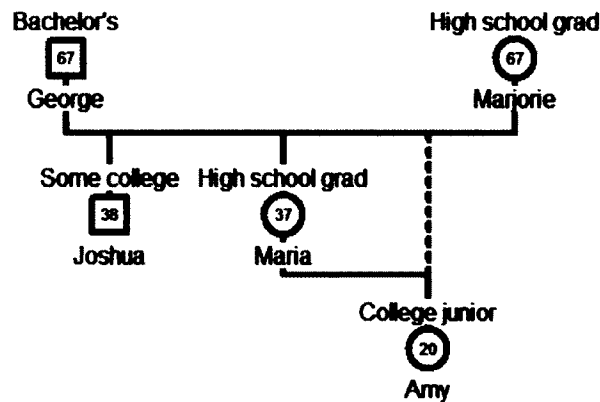 Bachelor's High school grad
67 67
George Marjorie
Some college High school grad
38 37
Joshua Maria
College junior
20
Amy